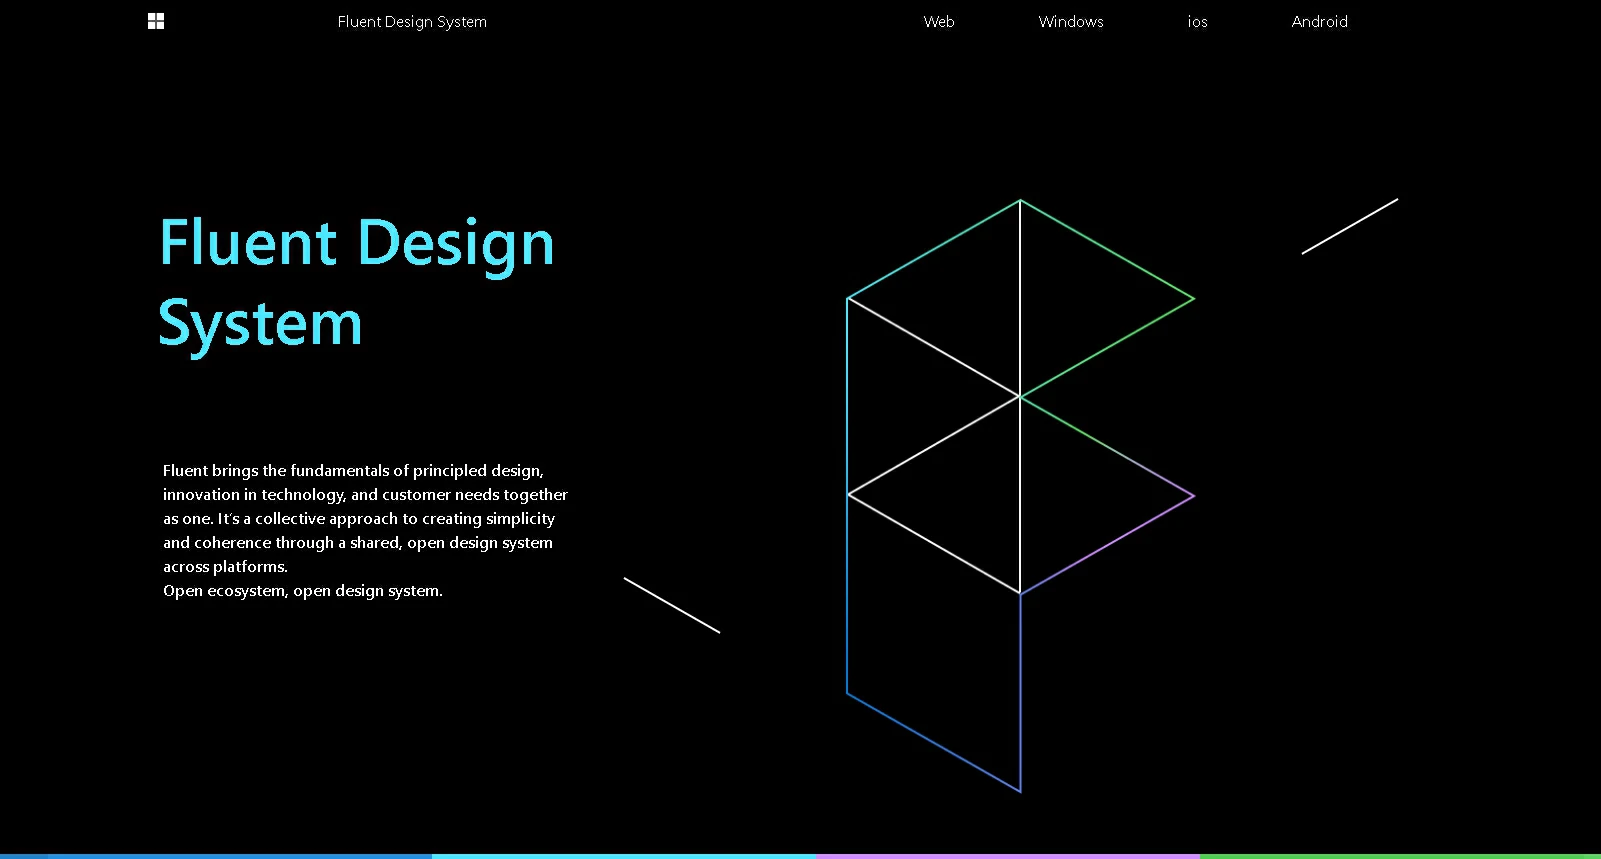 Fluent Design System
Web
Windows
ios
Android
Fluent Design
System
Fluent brings the fundamentals of principled design,
innovation in technology, and customer needs together
as one. It's a collective approach to creating simplicity
and coherence through a shared, open design system
across platforms.
Open ecosystem, open design system.